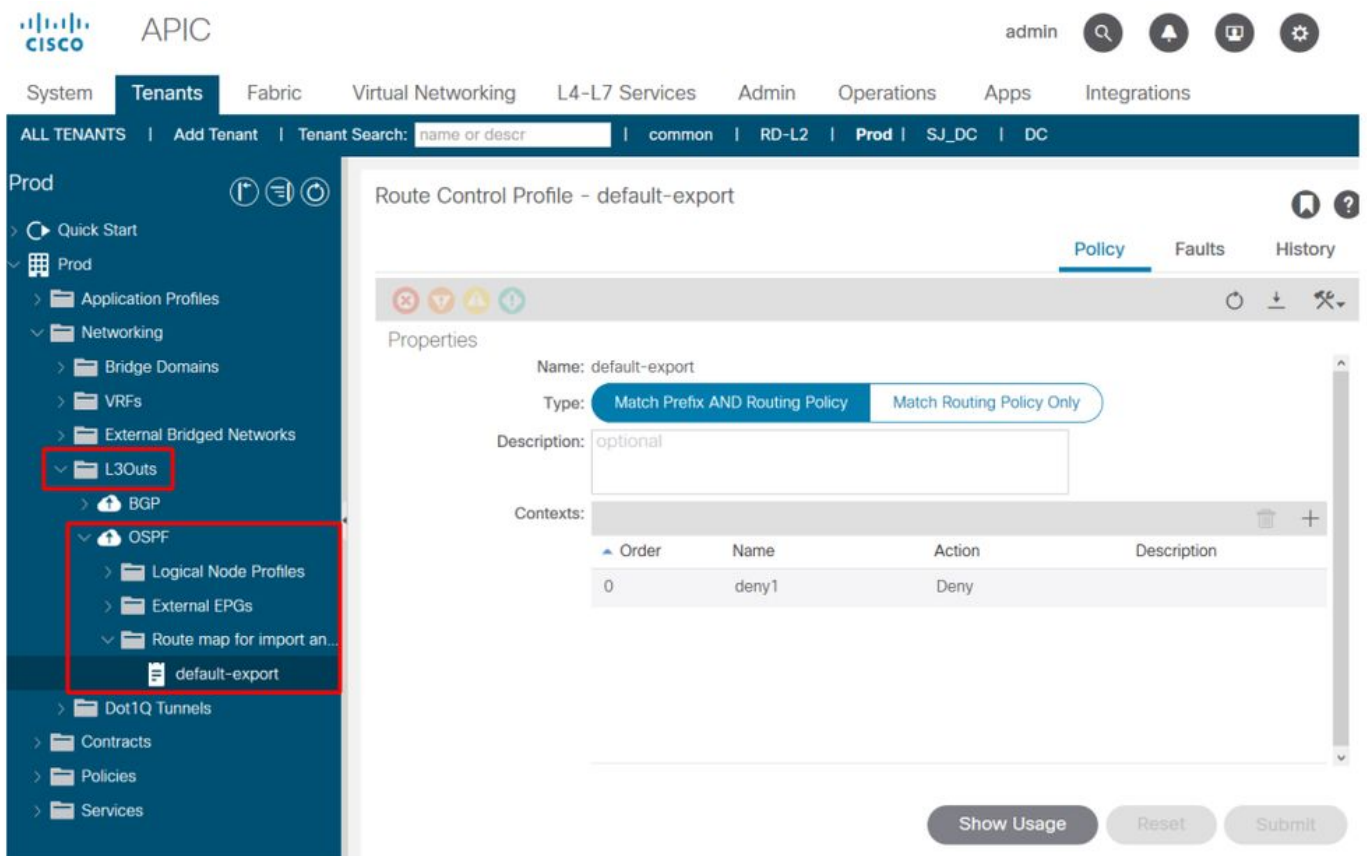 CISCO APIC admin
System Tenants Fabric Virtual Networking L4-L7 Services Admin Operations Apps Integrations
ALL TENANTS | Add Tenant | Tenant Search: name or descr | common | RD-L2 | Prod | SJ_DC | DC
Prod
Quick Start
Prod
Application Profiles
Networking
Bridge Domains
VRFs
External Bridged Networks
L3Outs
BGP
OSPF
Logical Node Profiles
External EPGs
Route map for import an...
default-export
Dot1Q Tunnels
Contracts
Policies
Services
Route Control Profile - default-export
Policy Faults History
Properties
Name: default-export
Type: Match Prefix AND Routing Policy Match Routing Policy Only
Description: optional
Contexts:
Order Name Action Description
0 deny1 Deny
Show Usage Reset Submit